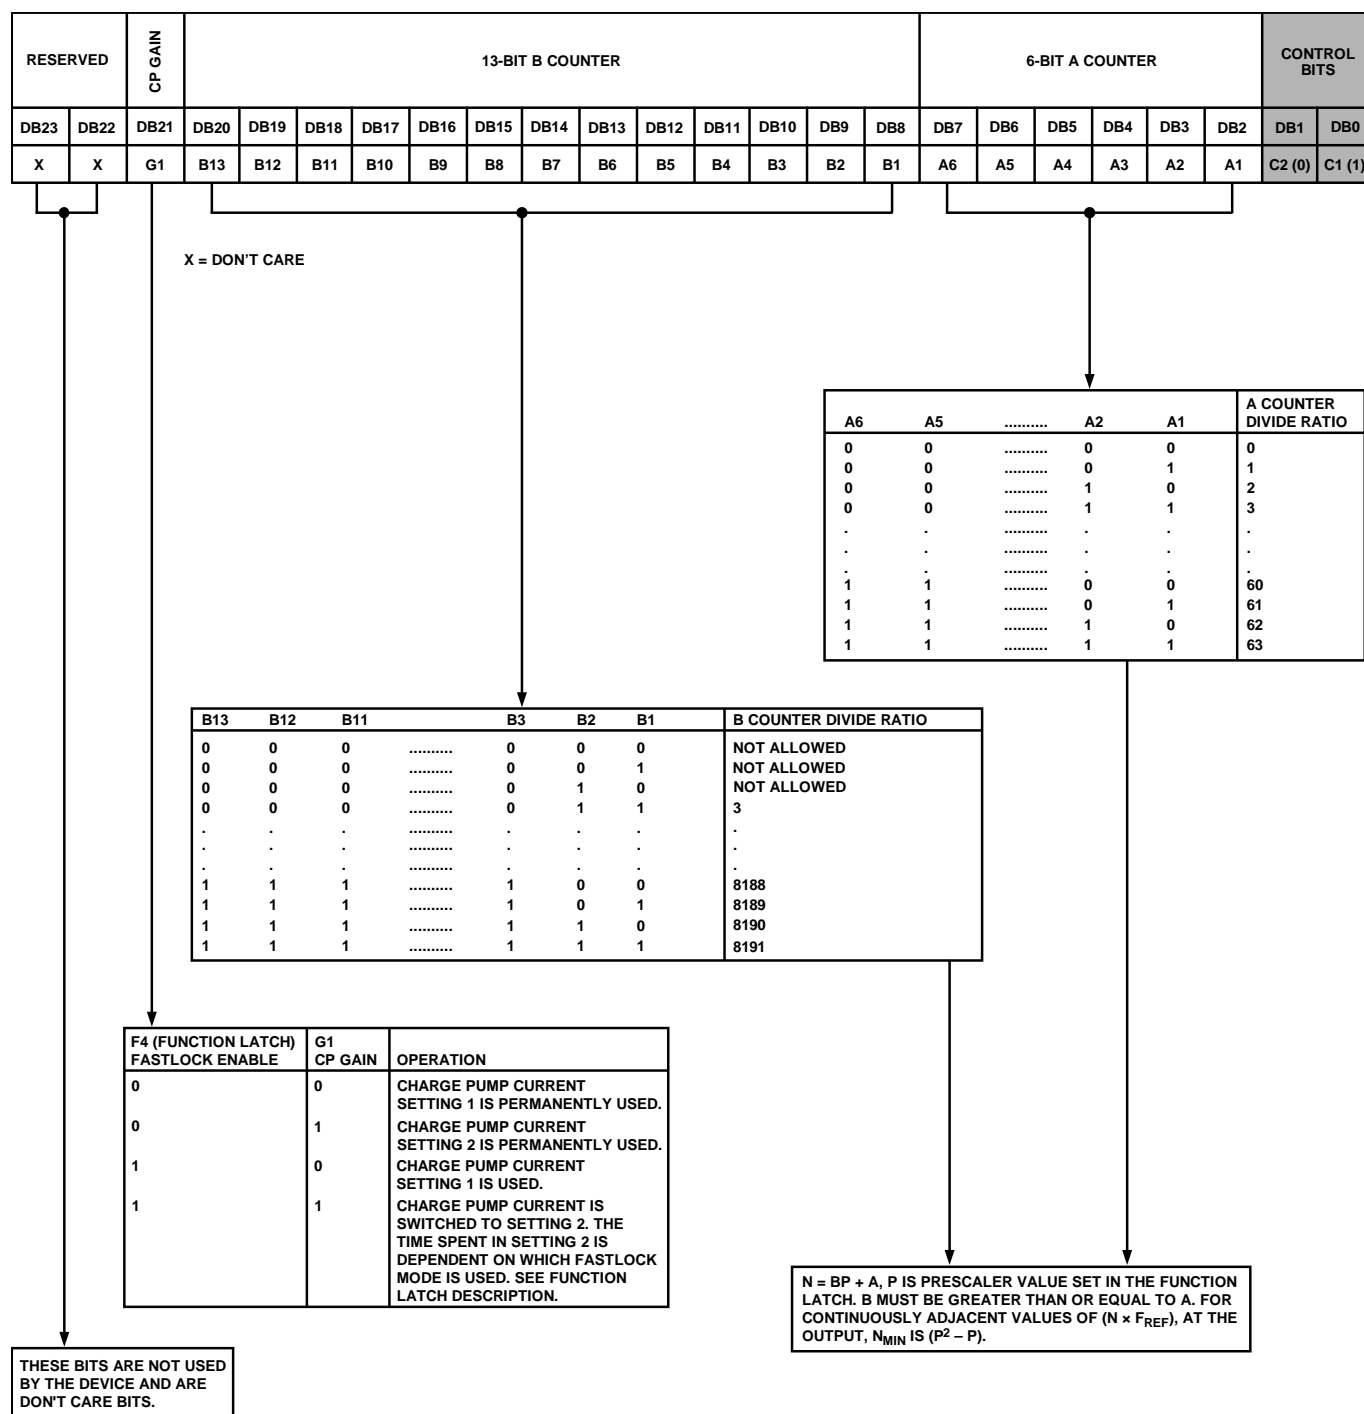 RESERVED CP GAIN 13-BIT B COUNTER 6-BIT A COUNTER CONTROL BITS
DB23 DB22 DB21 DB20 DB19 DB18 DB17 DB16 DB15 DB14 DB13 DB12 DB11 DB10 DB9 DB8 DB7 DB6 DB5 DB4 DB3 DB2 DB1 DB0
X X G1 B13 B12 B11 B10 B9 B8 B7 B6 B5 B4 B3 B2 B1 A6 A5 A4 A3 A2 A1 C2 (0) C1 (1)
X = DON'T CARE
A6 A5 .......... A2 A1 A COUNTER DIVIDE RATIO
0 0 .......... 0 0 0
0 0 .......... 0 1 1
0 0 .......... 1 0 2
0 0 .......... 1 1 3
. . .......... . . .
. . .......... . . .
. . .......... . . .
1 1 .......... 0 0 60
1 1 .......... 0 1 61
1 1 .......... 1 0 62
1 1 .......... 1 1 63
B13 B12 B11 B3 B2 B1 B COUNTER DIVIDE RATIO
0 0 0 .......... 0 0 0 NOT ALLOWED
0 0 0 .......... 0 0 1 NOT ALLOWED
0 0 0 .......... 0 1 0 NOT ALLOWED
0 0 0 .......... 0 1 1 3
. . . .......... . . . .
. . . .......... . . . .
. . . .......... . . . .
1 1 1 .......... 1 0 0 8188
1 1 1 .......... 1 0 1 8189
1 1 1 .......... 1 1 0 8190
1 1 1 .......... 1 1 1 8191
F4 (FUNCTION LATCH) G1
FASTLOCK ENABLE CP GAIN OPERATION
0 0 CHARGE PUMP CURRENT
SETTING 1 IS PERMANENTLY USED.
0 1 CHARGE PUMP CURRENT
SETTING 2 IS PERMANENTLY USED.
1 0 CHARGE PUMP CURRENT
SETTING 1 IS USED.
1 1 CHARGE PUMP CURRENT IS
SWITCHED TO SETTING 2. THE
TIME SPENT IN SETTING 2 IS
DEPENDENT ON WHICH FASTLOCK
MODE IS USED. SEE FUNCTION
LATCH DESCRIPTION.
N = BP + A, P IS PRESCALER VALUE SET IN THE FUNCTION
LATCH. B MUST BE GREATER THAN OR EQUAL TO A. FOR
CONTINUOUSLY ADJACENT VALUES OF (N × FREF), AT THE
OUTPUT, NMIN IS (P² – P).
THESE BITS ARE NOT USED
BY THE DEVICE AND ARE
DON'T CARE BITS.